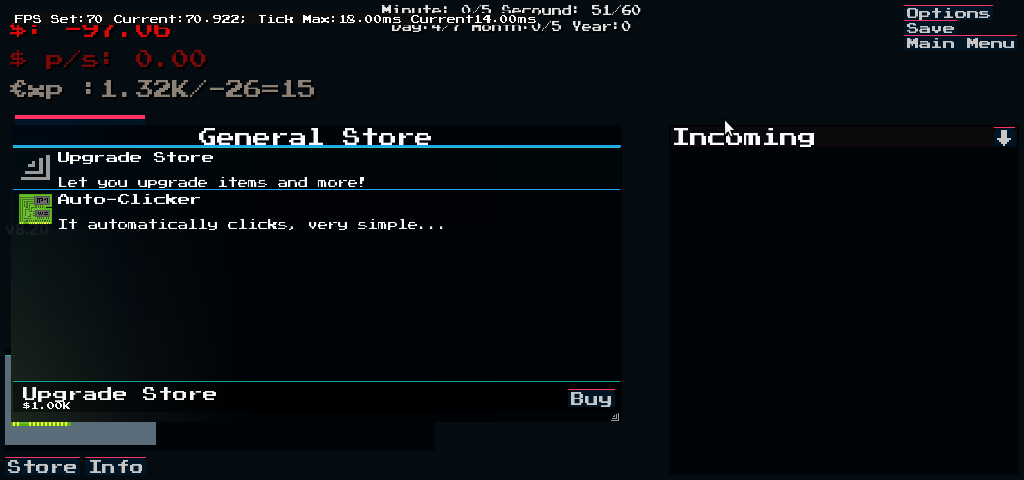 FPS Set:70 Current:70.922; Tick Max:18.00ms Current14.00ms
Minute: 0/5 Secound: 51/60
Day:4/7 Month:0/5 Year:0
$: -97.06
$ p/s: 0.00
€xp :1.32K/-26=15
Options
Save
Main Menu
General Store
Upgrade Store
Let you upgrade items and more!
Auto-Clicker
It automatically clicks, very simple...
v8.20
Upgrade Store
$1.00K
Buy
Incoming
Store Info